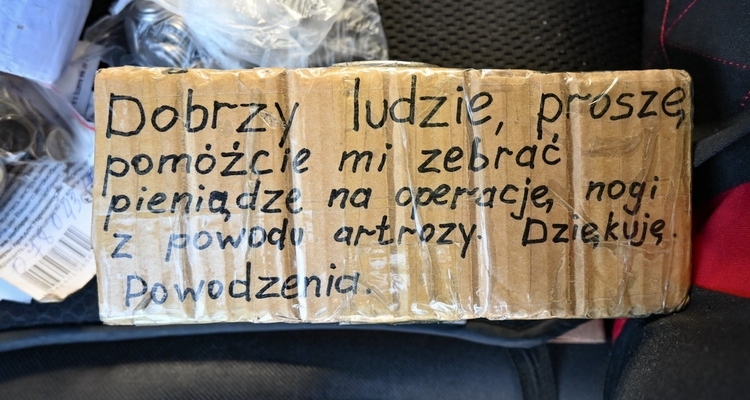 Dobrzy ludzie, proszę
pomóżcie mi zebrać
pieniądze na operację nogi
z powodu artrozy. Dziękuję.
Powodzenia.